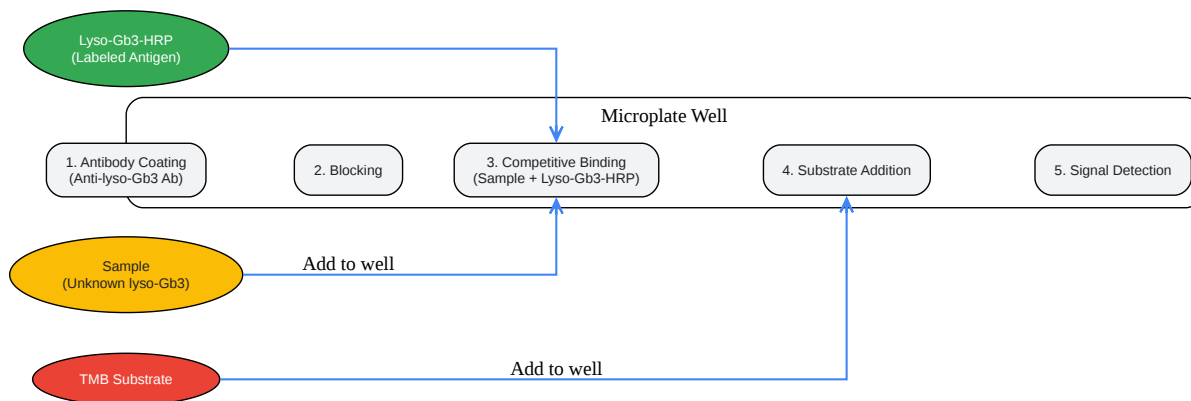 Lyso-Gb3-HRP
(Labeled Antigen)
Microplate Well
1. Antibody Coating
(Anti-lyso-Gb3 Ab)
2. Blocking
3. Competitive Binding
(Sample + Lyso-Gb3-HRP)
4. Substrate Addition
5. Signal Detection
Sample
(Unknown lyso-Gb3)
Add to well
TMB Substrate
Add to well